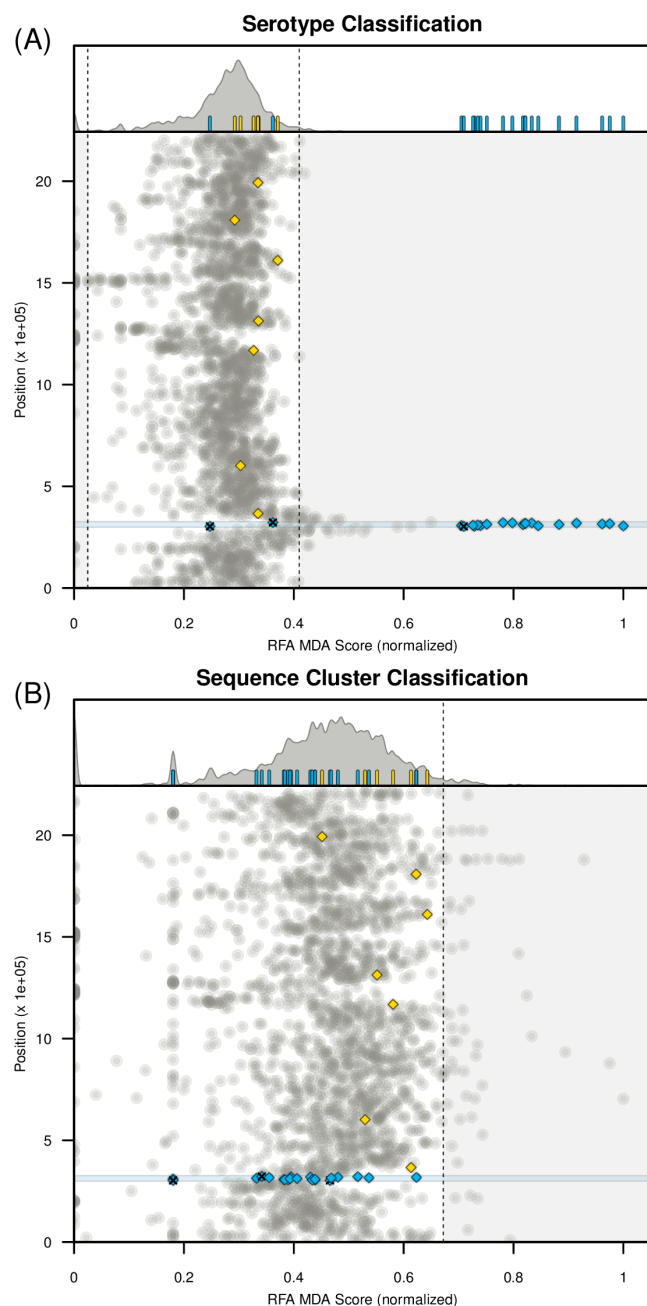 (A)
Serotype Classification
20
15
10
5
0
Position (x 1e+05)
0
0.2
0.4
0.6
0.8
1
RFA MDA Score (normalized)
(B)
Sequence Cluster Classification
20
15
10
5
0
Position (x 1e+05)
0
0.2
0.4
0.6
0.8
1
RFA MDA Score (normalized)